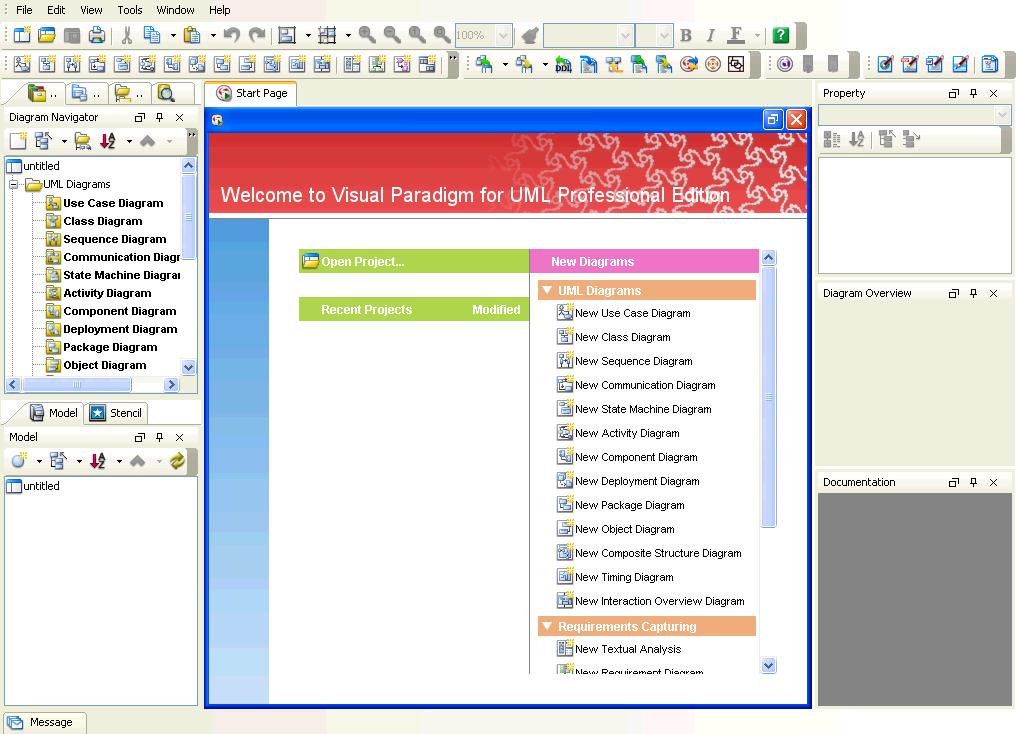 File Edit View Tools Window Help
100%
B I F ?
DDL
Start Page
Property
Diagram Navigator
untitled
UML Diagrams
Use Case Diagram
Class Diagram
Sequence Diagram
Communication Diagr
State Machine Diagrar
Activity Diagram
Component Diagram
Deployment Diagram
Package Diagram
Object Diagram
Model Stencil
Model
untitled
Message
Welcome to Visual Paradigm for UML Professional Edition
Open Project...
Recent Projects Modified
New Diagrams
UML Diagrams
New Use Case Diagram
New Class Diagram
New Sequence Diagram
New Communication Diagram
New State Machine Diagram
New Activity Diagram
New Component Diagram
New Deployment Diagram
New Package Diagram
New Object Diagram
New Composite Structure Diagram
New Timing Diagram
New Interaction Overview Diagram
Requirements Capturing
New Textual Analysis
New Requirement Diagram
Diagram Overview
Documentation